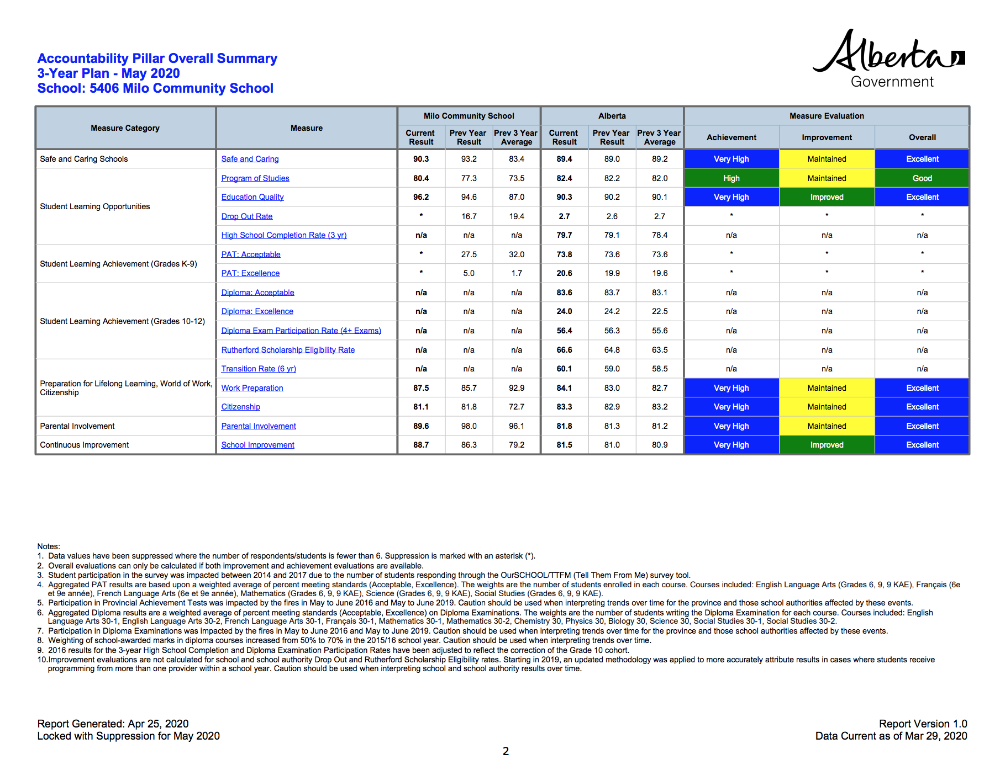 Accountability Pillar Overall Summary
3-Year Plan - May 2020
School: 5406 Milo Community School
Alberta
Government
Measure Category Measure Milo Community School Alberta Measure Evaluation
Current Result Prev Year Result Prev 3 Year Average Current Result Prev Year Result Prev 3 Year Average Achievement Improvement Overall
Safe and Caring Schools Safe and Caring 90.3 93.2 83.4 89.4 89.0 89.2 Very High Maintained Excellent
Student Learning Opportunities Program of Studies 80.4 77.3 73.5 82.4 82.2 82.0 High Maintained Good
Education Quality 96.2 94.6 87.0 90.3 90.2 90.1 Very High Improved Excellent
Drop Out Rate * 16.7 19.4 2.7 2.6 2.7 * * *
High School Completion Rate (3 yr) n/a n/a n/a 79.7 79.1 78.4 n/a n/a n/a
Student Learning Achievement (Grades K-9) PAT: Acceptable * 27.5 32.0 73.8 73.6 73.6 * * *
PAT: Excellence * 5.0 1.7 20.6 19.9 19.6 * * *
Student Learning Achievement (Grades 10-12) Diploma: Acceptable n/a n/a n/a 83.6 83.7 83.1 n/a n/a n/a
Diploma: Excellence n/a n/a n/a 24.0 24.2 22.5 n/a n/a n/a
Diploma Exam Participation Rate (4+ Exams) n/a n/a n/a 56.4 56.3 55.6 n/a n/a n/a
Rutherford Scholarship Eligibility Rate n/a n/a n/a 66.6 64.8 63.5 n/a n/a n/a
Preparation for Lifelong Learning, World of Work, Citizenship Transition Rate (6 yr) n/a n/a n/a 60.1 59.0 58.5 n/a n/a n/a
Work Preparation 87.5 85.7 92.9 84.1 83.0 82.7 Very High Maintained Excellent
Citizenship 81.1 81.8 72.7 83.3 82.9 83.2 Very High Maintained Excellent
Parental Involvement Parental Involvement 89.6 98.0 96.1 81.8 81.3 81.2 Very High Maintained Excellent
Continuous Improvement School Improvement 88.7 86.3 79.2 81.5 81.0 80.9 Very High Improved Excellent
Notes:
1. Data values have been suppressed where the number of respondents/students is fewer than 6. Suppression is marked with an asterisk (*).
2. Overall evaluations can only be calculated if both improvement and achievement evaluations are available.
3. Student participation in the survey was impacted between 2014 and 2017 due to the number of students responding through the OurSCHOOL/TTFM (Tell Them From Me) survey tool.
4. Aggregated PAT results are based upon a weighted average of percent meeting standards (Acceptable, Excellence). The weights are the number of students enrolled in each course. Courses included: English Language Arts (Grades 6, 9, 9 KAE), Français (6e
et 9e année), French Language Arts (6e et 9e année), Mathematics (Grades 6, 9, 9 KAE), Science (Grades 6, 9, 9 KAE), Social Studies (Grades 6, 9, 9 KAE).
5. Participation in Provincial Achievement Tests was impacted by the fires in May to June 2016 and May to June 2019. Caution should be used when interpreting trends over time for the province and those school authorities affected by these events.
6. Aggregated Diploma results are a weighted average of percent meeting standards (Acceptable, Excellence) on Diploma Examinations. The weights are the number of students writing the Diploma Examination for each course. Courses included: English
Language Arts 30-1, English Language Arts 30-2, French Language Arts 30-1, Français 30-1, Mathematics 30-1, Mathematics 30-2, Chemistry 30, Physics 30, Biology 30, Science 30, Social Studies 30-1, Social Studies 30-2.
7. Participation in Diploma Examinations was impacted by the fires in May to June 2016 and May to June 2019. Caution should be used when interpreting trends over time for the province and those school authorities affected by these events.
8. Weighting of school-awarded marks in diploma courses increased from 50% to 70% in the 2015/16 school year. Caution should be used when interpreting trends over time.
9. 2016 results for the 3-year High School Completion and Diploma Examination Participation Rates have been adjusted to reflect the correction of the Grade 10 cohort.
10.Improvement evaluations are not calculated for school and school authority Drop Out and Rutherford Scholarship Eligibility rates. Starting in 2019, an updated methodology was applied to more accurately attribute results in cases where students receive
programming from more than one provider within a school year. Caution should be used when interpreting school and school authority results over time.
Report Generated: Apr 25, 2020
Locked with Suppression for May 2020
Report Version 1.0
Data Current as of Mar 29, 2020
2